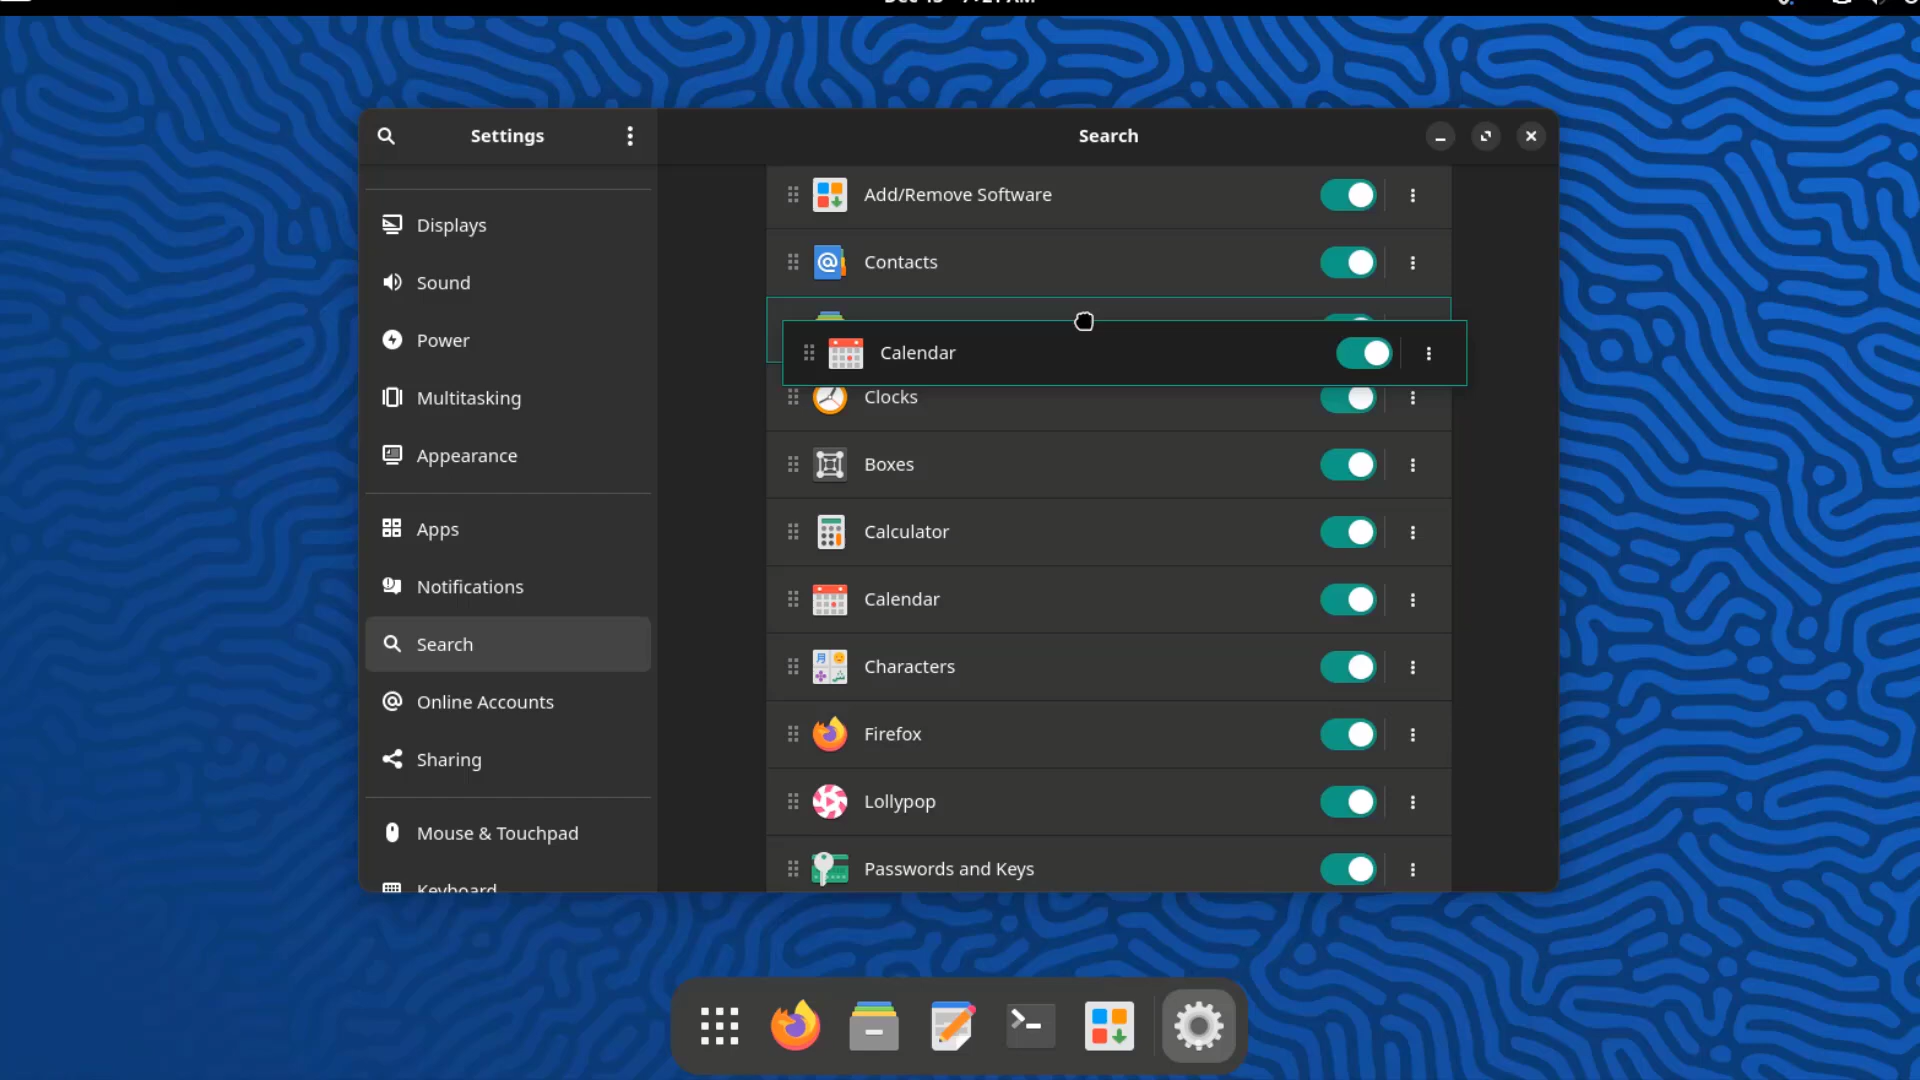 Settings
Search
Displays
Sound
Power
Multitasking
Appearance
Apps
Notifications
Search
Online Accounts
Sharing
Mouse & Touchpad
Keyboard
Add/Remove Software
Contacts
Calendar
Clocks
Boxes
Calculator
Calendar
Characters
Firefox
Lollypop
Passwords and Keys